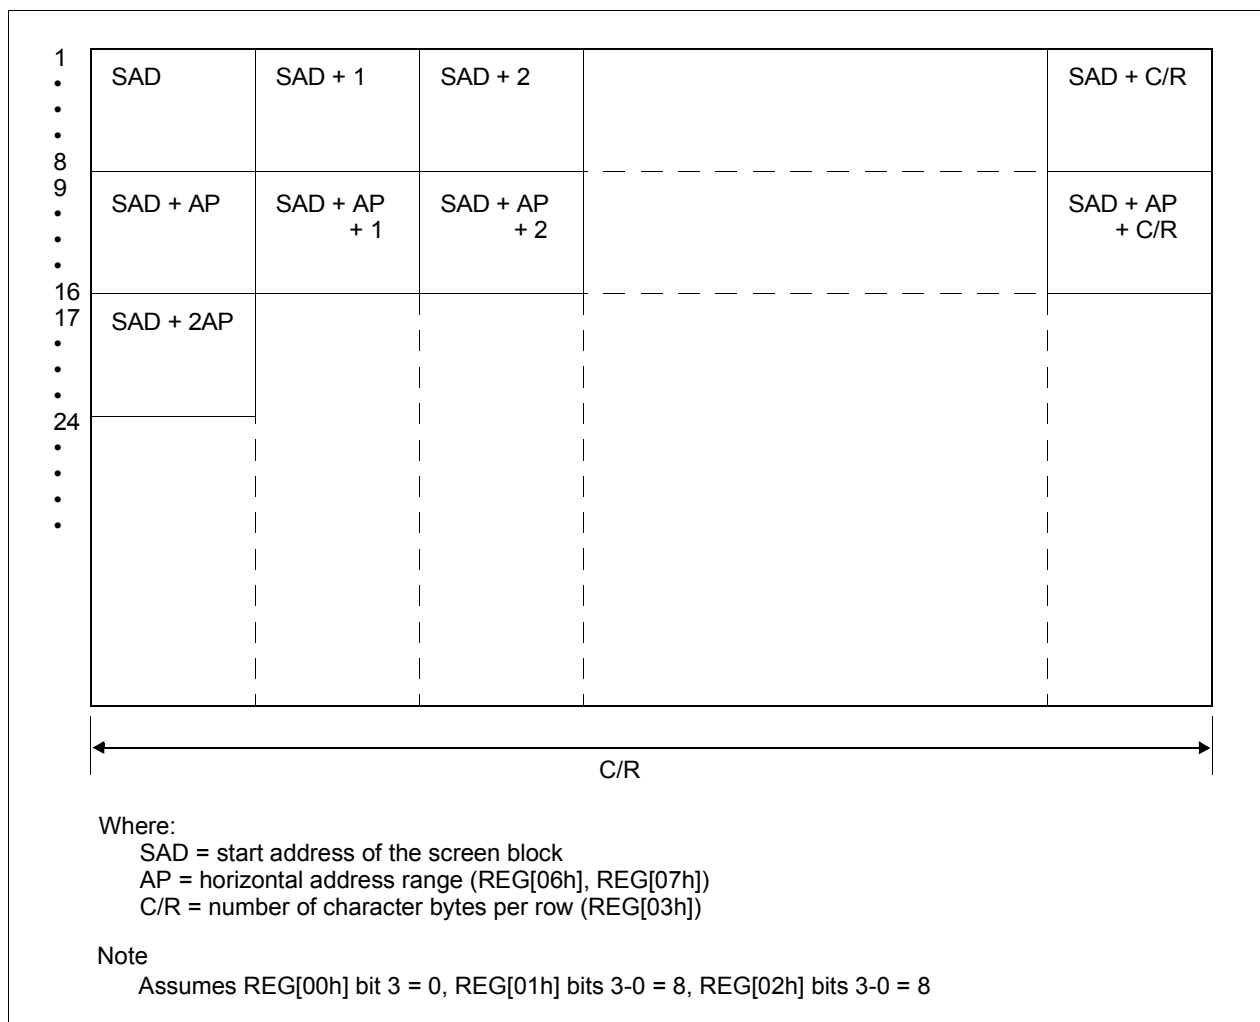 1
•
•
•
8
SAD SAD + 1 SAD + 2 SAD + C/R
9
•
•
•
16
SAD + AP SAD + AP SAD + AP SAD + AP
+ 1 + 2 + C/R
17
•
•
•
24
SAD + 2AP
•
•
•
•
C/R
Where:
SAD = start address of the screen block
AP = horizontal address range (REG[06h], REG[07h])
C/R = number of character bytes per row (REG[03h])
Note
Assumes REG[00h] bit 3 = 0, REG[01h] bits 3-0 = 8, REG[02h] bits 3-0 = 8